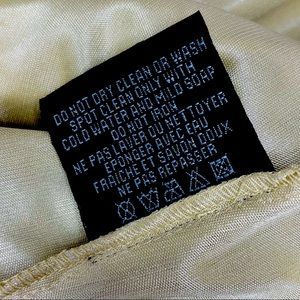 DO NOT DRY CLEAN OR WASH
SPOT CLEAN ONLY WITH
COLD WATER AND MILD SOAP
DO NOT IRON
NE PAS LAVER OU NETTOYER
EPONGER AVEC EAU
FRAICHE ET SAVON DOUX
NE PAS REPASSER